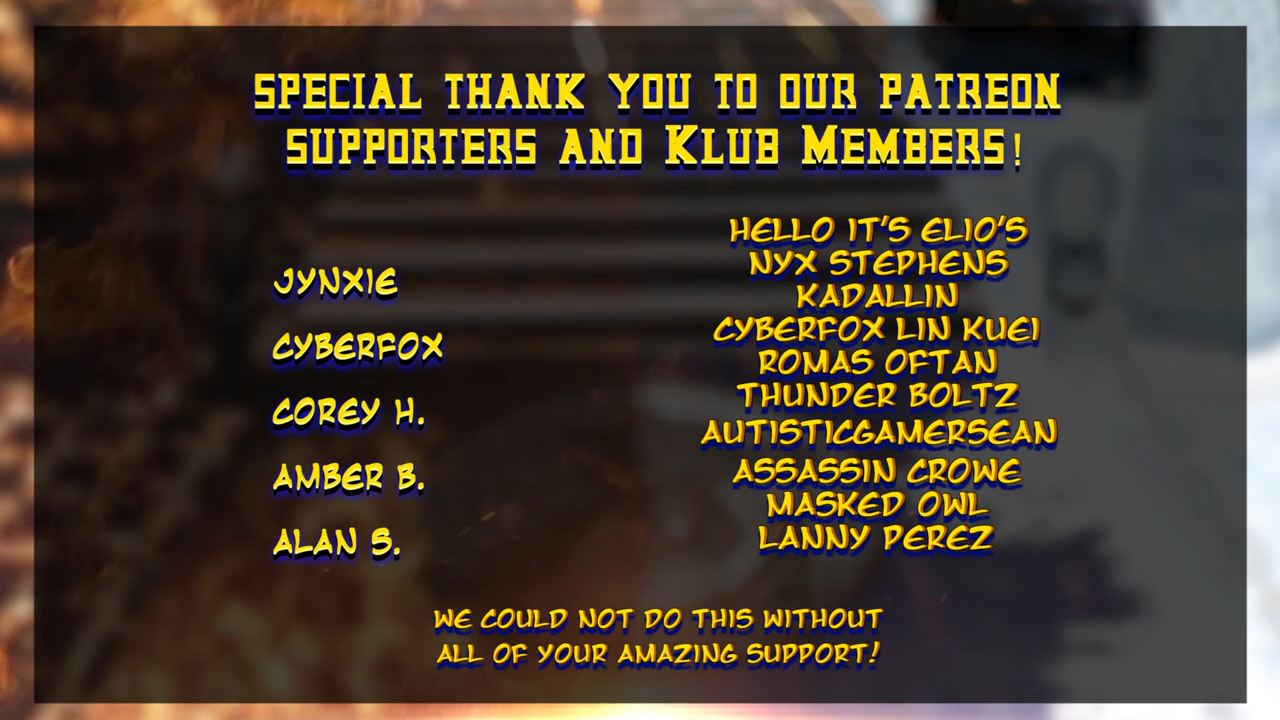 SPECIAL THANK YOU TO OUR PATREON
SUPPORTERS AND KLUB MEMBERS!
JYNXIE
CYBERFOX
COREY H.
AMBER B.
ALAN S.
HELLO IT'S ELIO'S
NYX STEPHENS
KADALLIN
CYBERFOX LIN KUEI
ROMAS OFTAN
THUNDER BOLTZ
AUTISTICGAMERSEAN
ASSASSIN CROWE
MASKED OWL
LANNY PEREZ
WE COULD NOT DO THIS WITHOUT
ALL OF YOUR AMAZING SUPPORT!